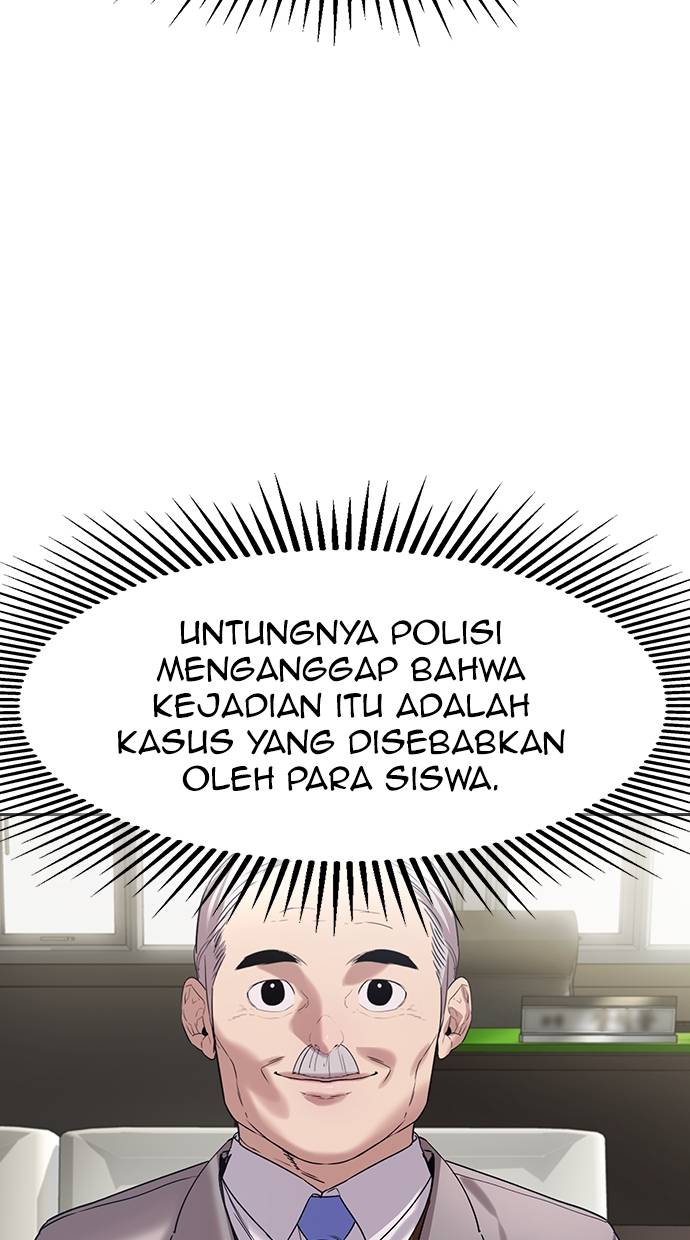 UNTUNGNYA POLISI
MENGANGGAP BAHWA
KEJADIAN ITU ADALAH
KASUS YANG DISEBABKAN
OLEH PARA SISWA.